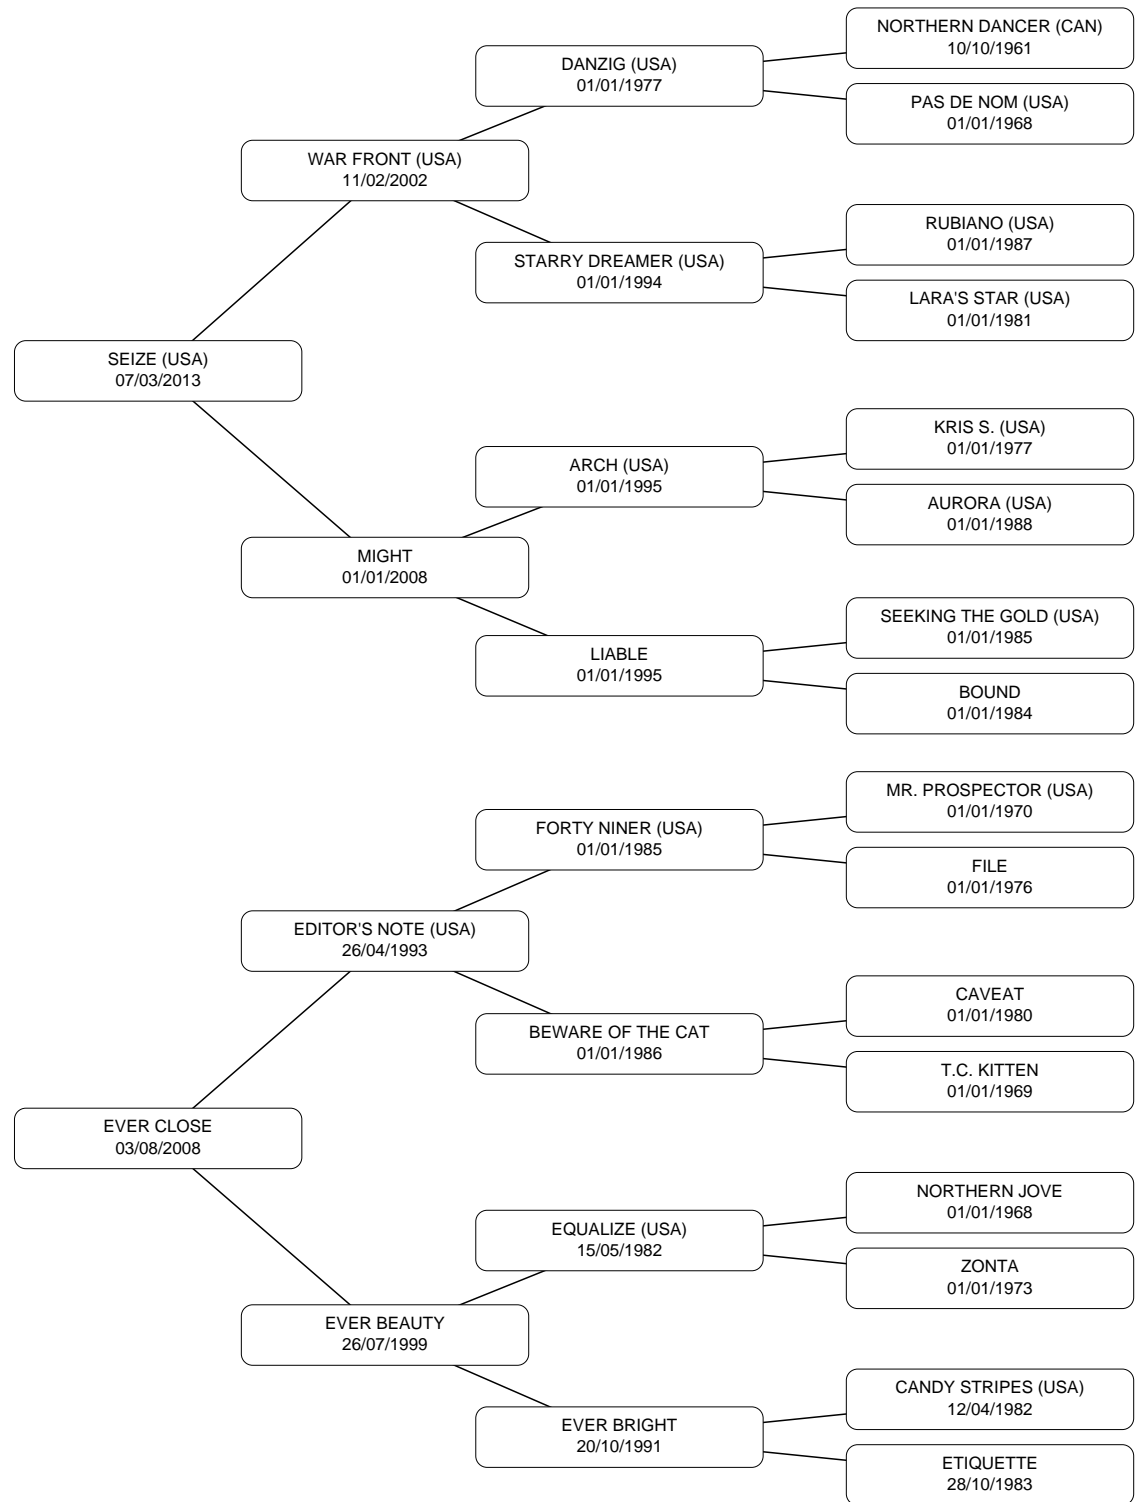 NORTHERN DANCER (CAN)
10/10/1961
DANZIG (USA)
01/01/1977
PAS DE NOM (USA)
01/01/1968
WAR FRONT (USA)
11/02/2002
RUBIANO (USA)
01/01/1987
STARRY DREAMER (USA)
01/01/1994
LARA'S STAR (USA)
01/01/1981
SEIZE (USA)
07/03/2013
KRIS S. (USA)
01/01/1977
ARCH (USA)
01/01/1995
AURORA (USA)
01/01/1988
MIGHT
01/01/2008
SEEKING THE GOLD (USA)
01/01/1985
LIABLE
01/01/1995
BOUND
01/01/1984
MR. PROSPECTOR (USA)
01/01/1970
FORTY NINER (USA)
01/01/1985
FILE
01/01/1976
EDITOR'S NOTE (USA)
26/04/1993
CAVEAT
01/01/1980
BEWARE OF THE CAT
01/01/1986
T.C. KITTEN
01/01/1969
EVER CLOSE
03/08/2008
NORTHERN JOVE
01/01/1968
EQUALIZE (USA)
15/05/1982
ZONTA
01/01/1973
EVER BEAUTY
26/07/1999
CANDY STRIPES (USA)
12/04/1982
EVER BRIGHT
20/10/1991
ETIQUETTE
28/10/1983